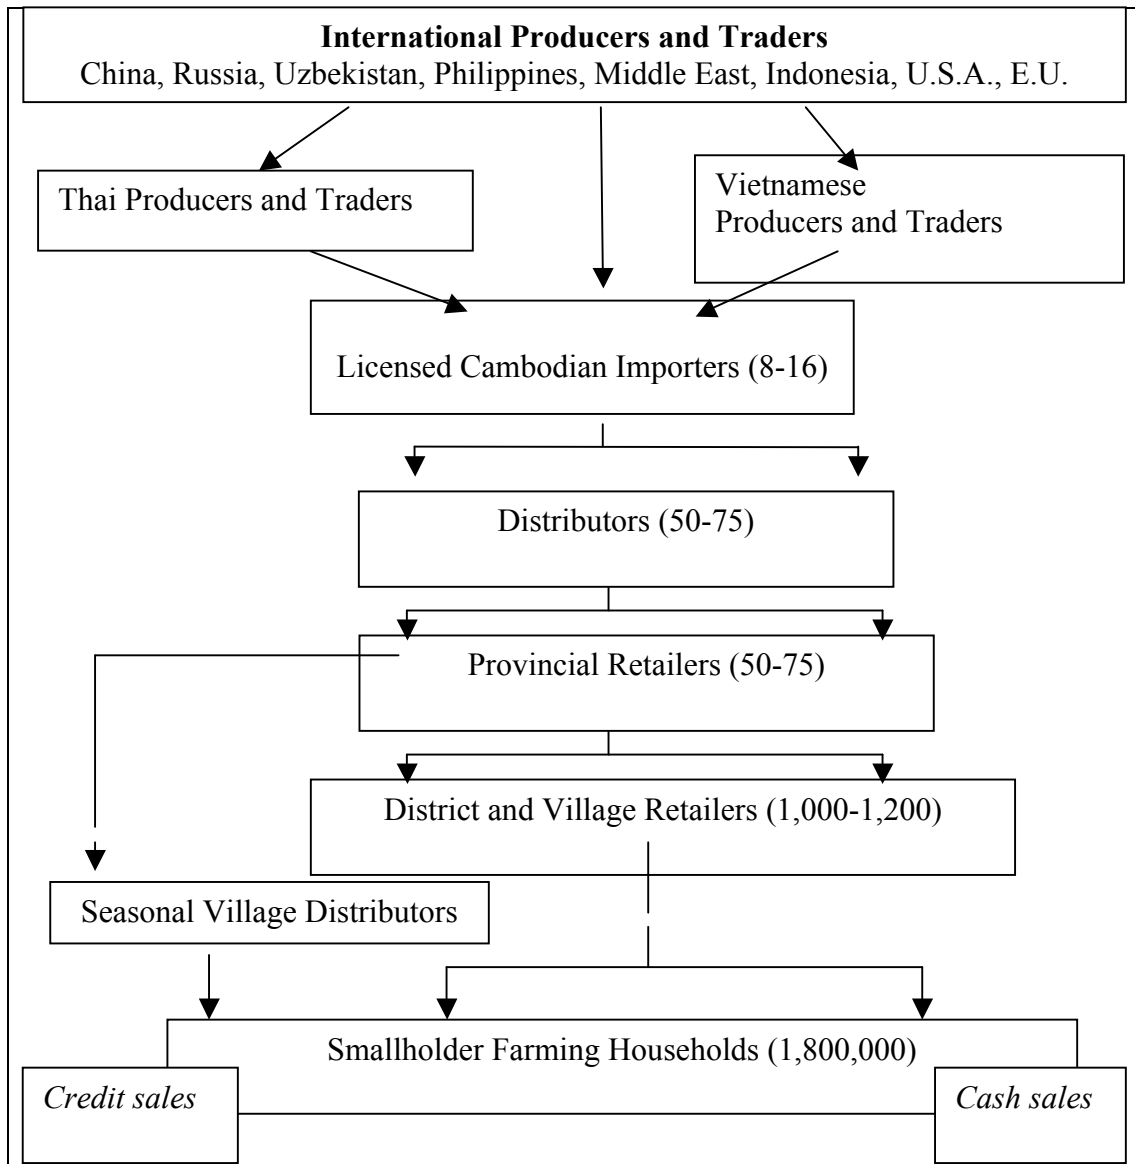 International Producers and Traders
China, Russia, Uzbekistan, Philippines, Middle East, Indonesia, U.S.A., E.U.
Thai Producers and Traders
Vietnamese
Producers and Traders
Licensed Cambodian Importers (8-16)
Distributors (50-75)
Provincial Retailers (50-75)
District and Village Retailers (1,000-1,200)
Seasonal Village Distributors
Smallholder Farming Households (1,800,000)
Credit sales
Cash sales